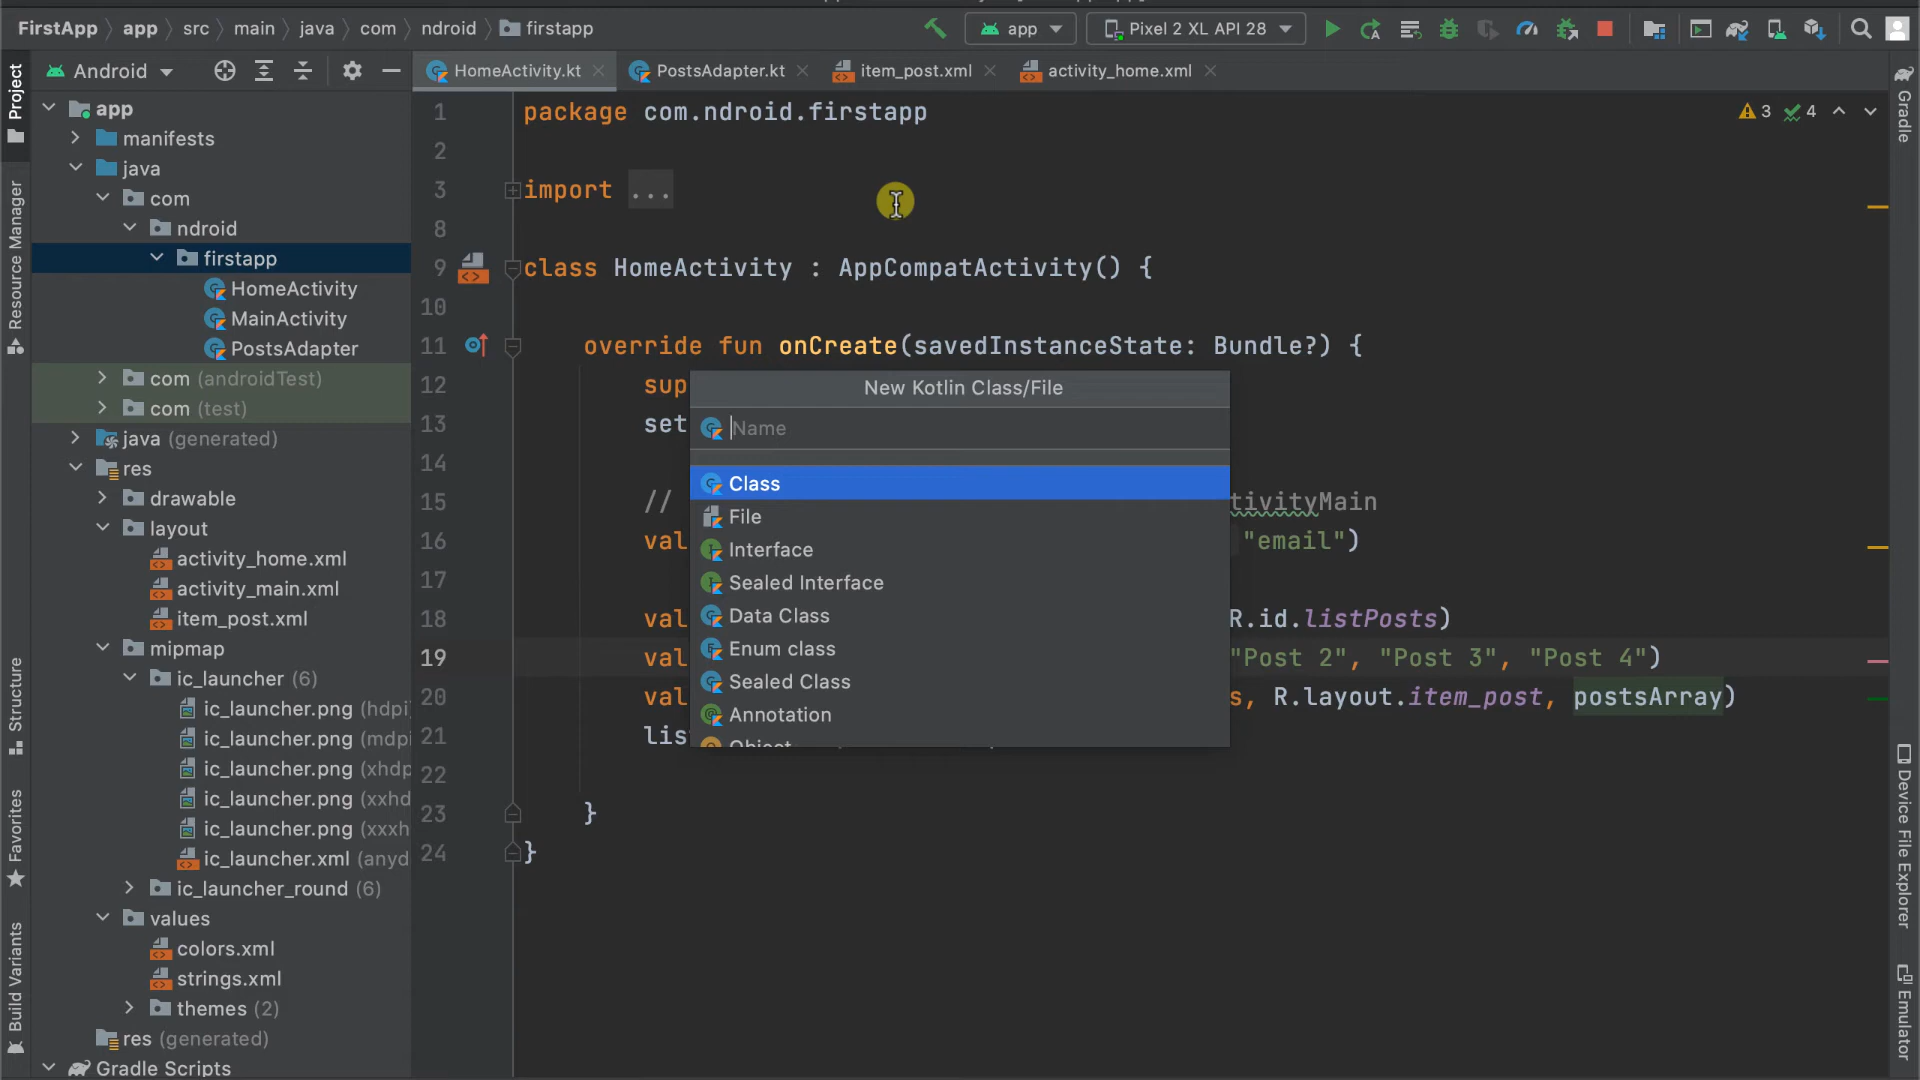 FirstApp app src main java com ndroid firstapp
app Pixel 2 XL API 28
Project
Android
HomeActivity.kt PostsAdapter.kt item_post.xml activity_home.xml
Gradle
app
manifests
java
com
ndroid
firstapp
HomeActivity
MainActivity
PostsAdapter
com (androidTest)
com (test)
java (generated)
res
drawable
layout
activity_home.xml
activity_main.xml
item_post.xml
mipmap
ic_launcher (6)
ic_launcher.png (hdpi
ic_launcher.png (mdpi
ic_launcher.png (xhdp
ic_launcher.png (xxhd
ic_launcher.png (xxxh
ic_launcher.xml (anyd
ic_launcher_round (6)
values
colors.xml
strings.xml
themes (2)
res (generated)
Gradle Scripts
Resource Manager
Structure
Favorites
Build Variants
1 package com.ndroid.firstapp
3 4
2
3 import ...
8
9 class HomeActivity : AppCompatActivity() {
10
11 override fun onCreate(savedInstanceState: Bundle?) {
12 sup
13 set
14
15 // tivityMain
16 val "email")
17
18 val R.id.listPosts)
19 val "Post 2", "Post 3", "Post 4")
20 val s, R.layout.item_post, postsArray)
21 lis
22
23 }
24 }
New Kotlin Class/File
Name
Class
File
Interface
Sealed Interface
Data Class
Enum class
Sealed Class
Annotation
Object
Device File Explorer
Emulator